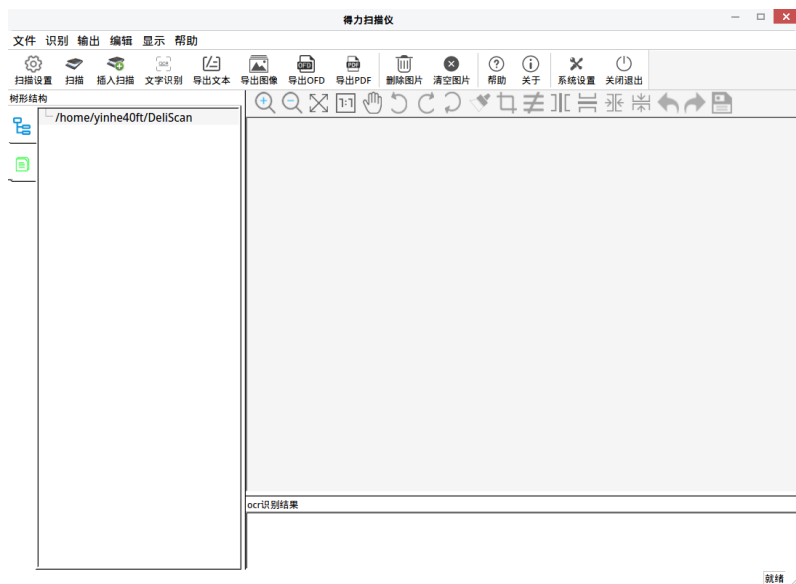 得力扫描仪
文件 识别 输出 编辑 显示 帮助
扫描设置 扫描 插入扫描 文字识别 导出文本 导出图像 导出OFD 导出PDF 删除图片 清空图片 帮助 关于 系统设置 关闭退出
树形结构
1:1
/home/yinhe40ft/DeliScan
ocr识别结果
就绪